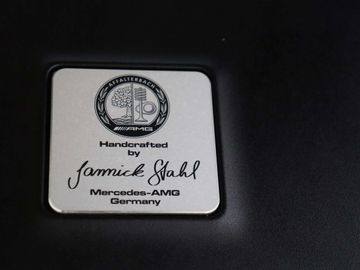 AFFALTERBACH
AMG
Handcrafted
by
Jannick Stahl
Mercedes-AMG
Germany